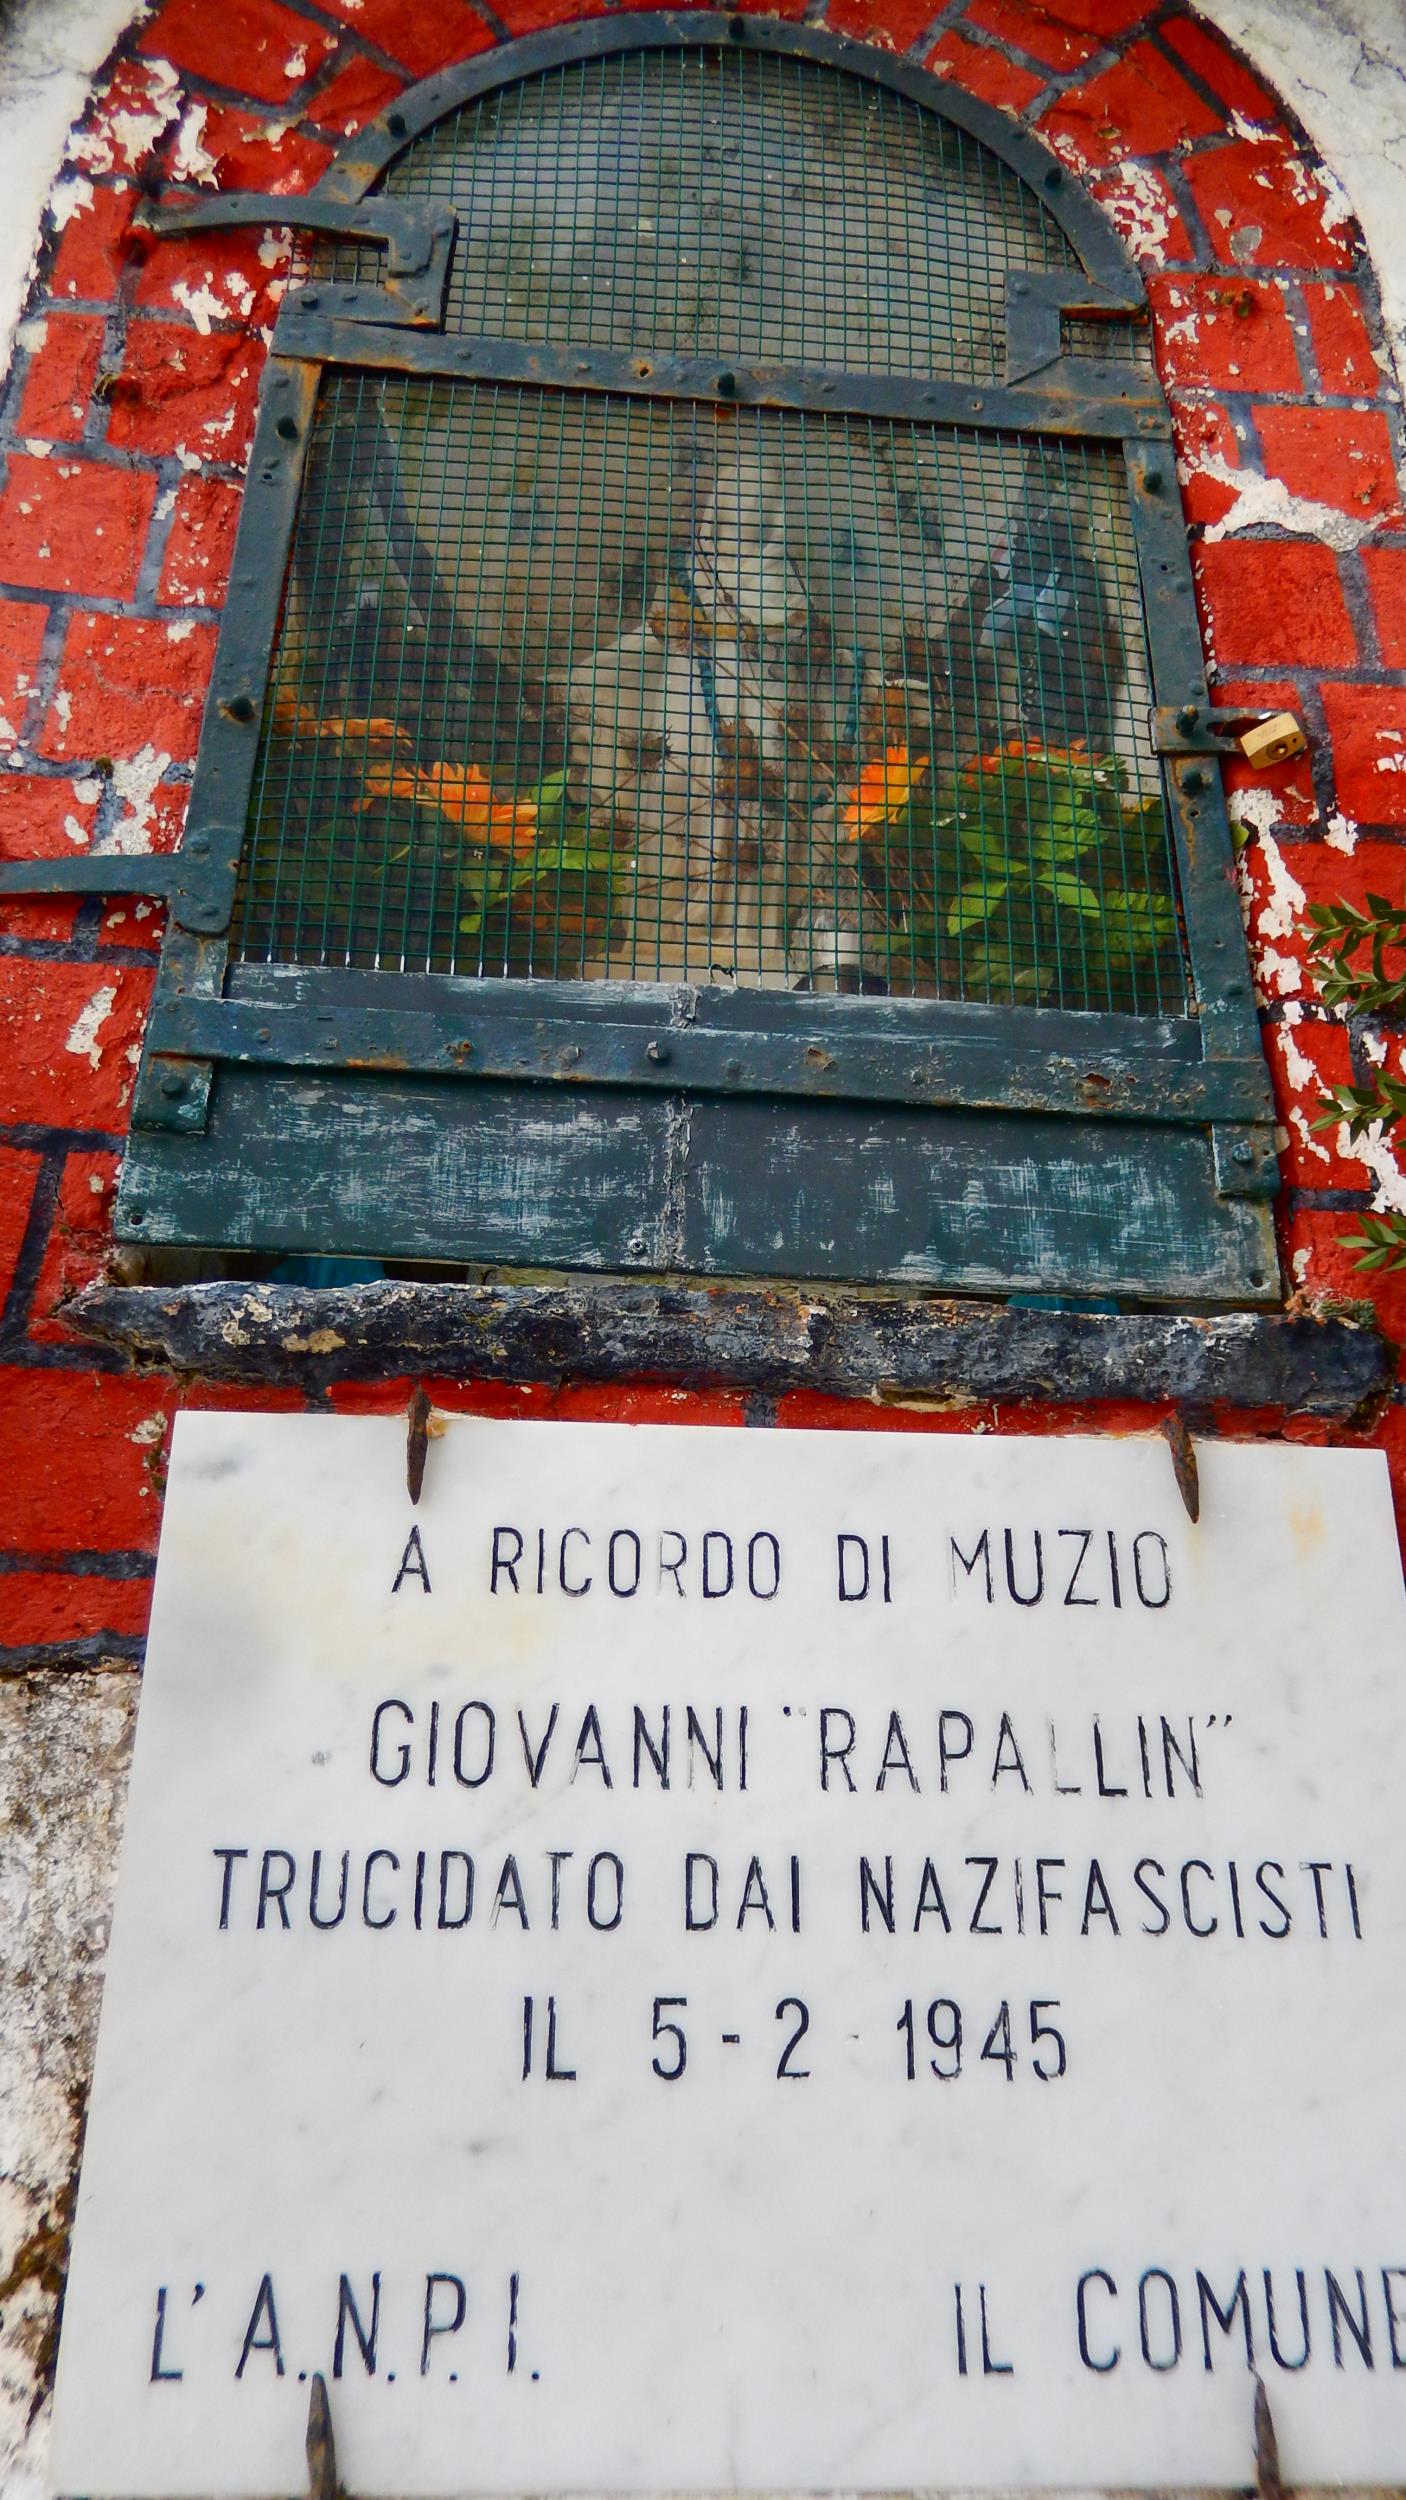 A RICORDO DI MUZIO
GIOVANNI "RAPALLIN"
TRUCIDATO DAI NAZIFASCISTI
IL 5-2-1945
L'A.N.P.I. IL COMUNE